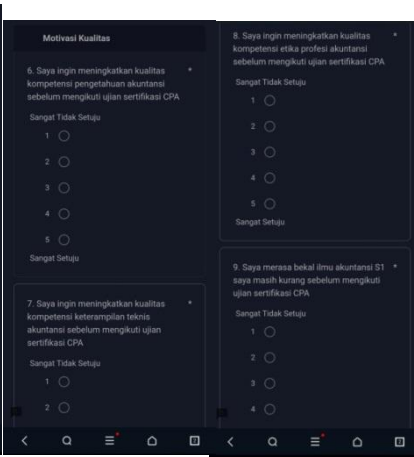 Motivasi Kualitas
6. Saya ingin meningkatkan kualitas *
kompetensi pengetahuan akuntansi
sebelum mengikuti ujian sertifikasi CPA
Sangat Tidak Setuju
1
2
3
4
5
Sangat Setuju
7. Saya ingin meningkatkan kualitas *
kompetensi keterampilan teknis
akuntansi sebelum mengikuti ujian
sertifikasi CPA
Sangat Tidak Setuju
1
2
8. Saya ingin meningkatkan kualitas *
kompetensi etika profesi akuntansi
sebelum mengikuti ujian sertifikasi CPA
Sangat Tidak Setuju
1
2
3
4
5
Sangat Setuju
9. Saya merasa bekal ilmu akuntansi S1 *
saya masih kurang sebelum mengikuti
ujian sertifikasi CPA
Sangat Tidak Setuju
1
2
3
4